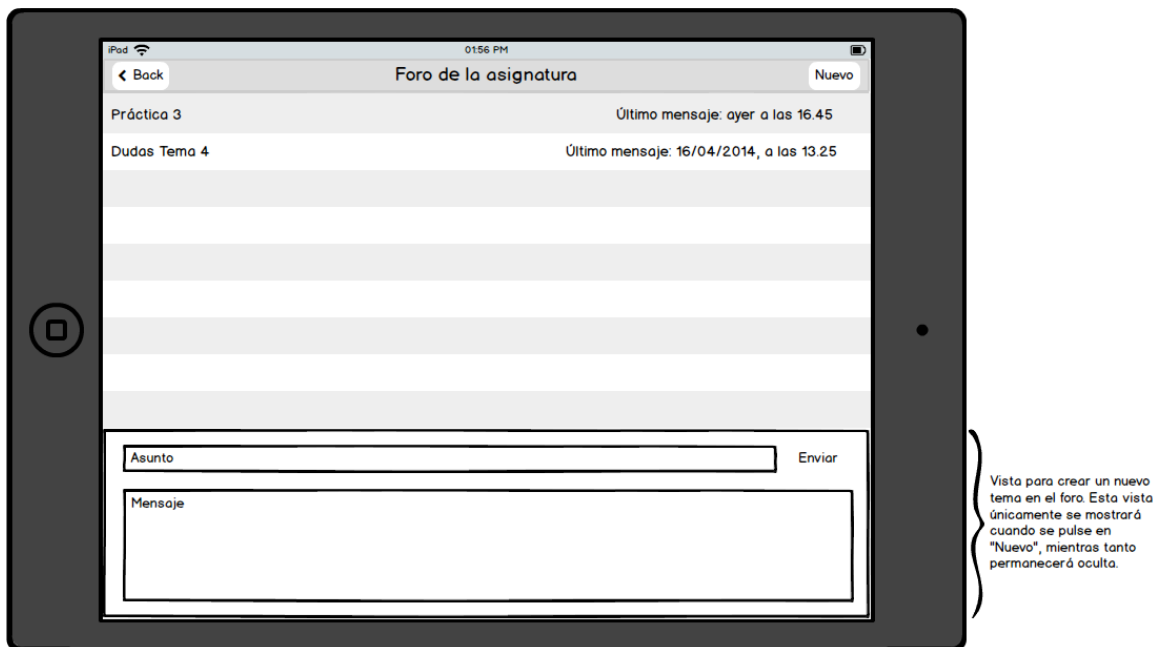 iPod 01:56 PM
Back Foro de la asignatura Nuevo
Práctica 3 Último mensaje: ayer a las 16.45
Dudas Tema 4 Último mensaje: 16/04/2014, a las 13.25
Asunto Enviar
Mensaje
Vista para crear un nuevo
tema en el foro. Esta vista
únicamente se mostrará
cuando se pulse en
"Nuevo", mientras tanto
permanecerá oculta.